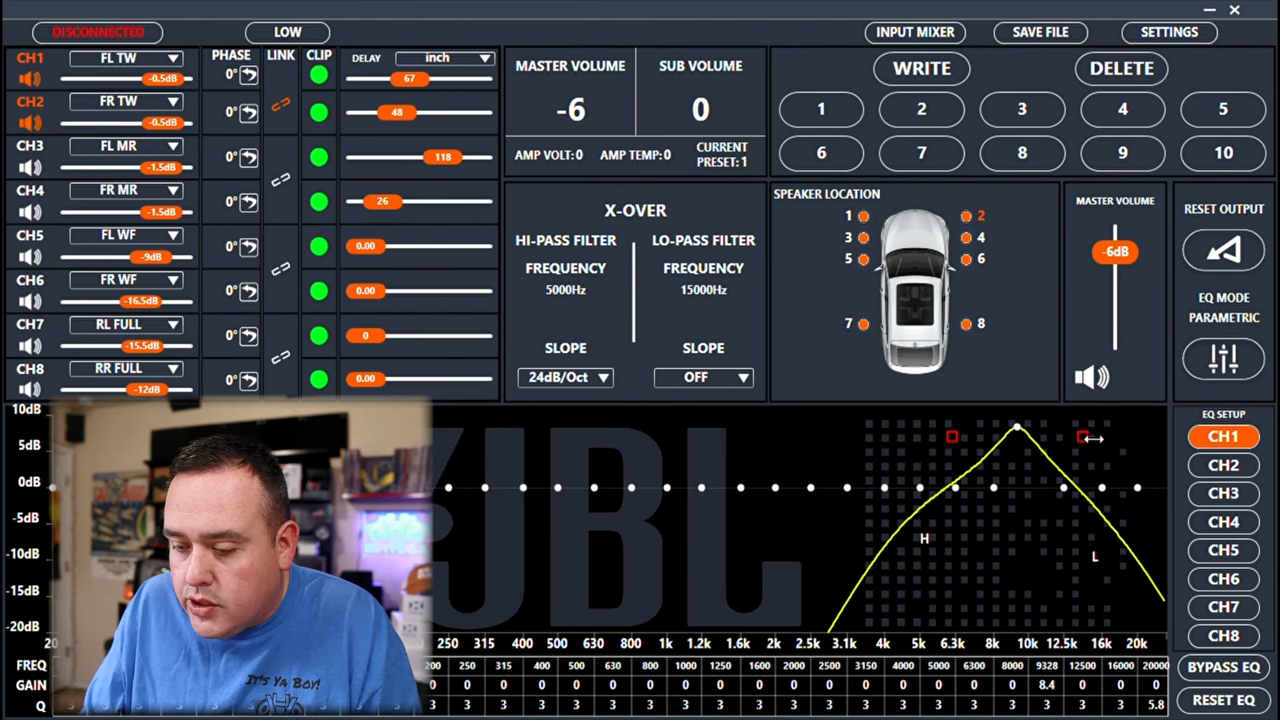 DISCONNECTED LOW INPUT MIXER SAVE FILE SETTINGS
PHASE LINK CLIP DELAY inch
CH1 FL TW -0.5dB 0° 67
CH2 FR TW -0.5dB 0° 48
CH3 FL MR -1.5dB 0° 118
CH4 FR MR -1.5dB 0° 26
CH5 FL WF -9dB 0° 0.00
CH6 FR WF -16.5dB 0° 0.00
CH7 RL FULL -15.5dB 0° 0
CH8 RR FULL -12dB 0° 0.00
MASTER VOLUME SUB VOLUME
-6 0
AMP VOLT:0 AMP TEMP:0 CURRENT PRESET: 1
WRITE DELETE
1 2 3 4 5
6 7 8 9 10
X-OVER
HI-PASS FILTER LO-PASS FILTER
FREQUENCY FREQUENCY
5000Hz 15000Hz
SLOPE SLOPE
24dB/Oct OFF
SPEAKER LOCATION
1 2
3 4
5 6
7 8
MASTER VOLUME
-6dB
RESET OUTPUT
EQ MODE
PARAMETRIC
10dB
5dB
0dB
-5dB
-10dB
-15dB
-20dB
JBL
H
L
20 250 315 400 500 630 800 1k 1.2k 1.6k 2k 2.5k 3.1k 4k 5k 6.3k 8k 10k 12.5k 16k 20k
FREQ 200 250 315 400 500 630 800 1000 1250 1600 2000 2500 3150 4000 5000 6300 8000 9328 12500 16000 20000
GAIN 0 0 0 0 0 0 0 0 0 0 0 0 0 0 0 0 0 8.4 0 0 0
Q 3 3 3 3 3 3 3 3 3 3 3 3 3 3 3 3 3 3 3 3 5.8
EQ SETUP
CH1
CH2
CH3
CH4
CH5
CH6
CH7
CH8
BYPASS EQ
RESET EQ
IT'S YA BOY!